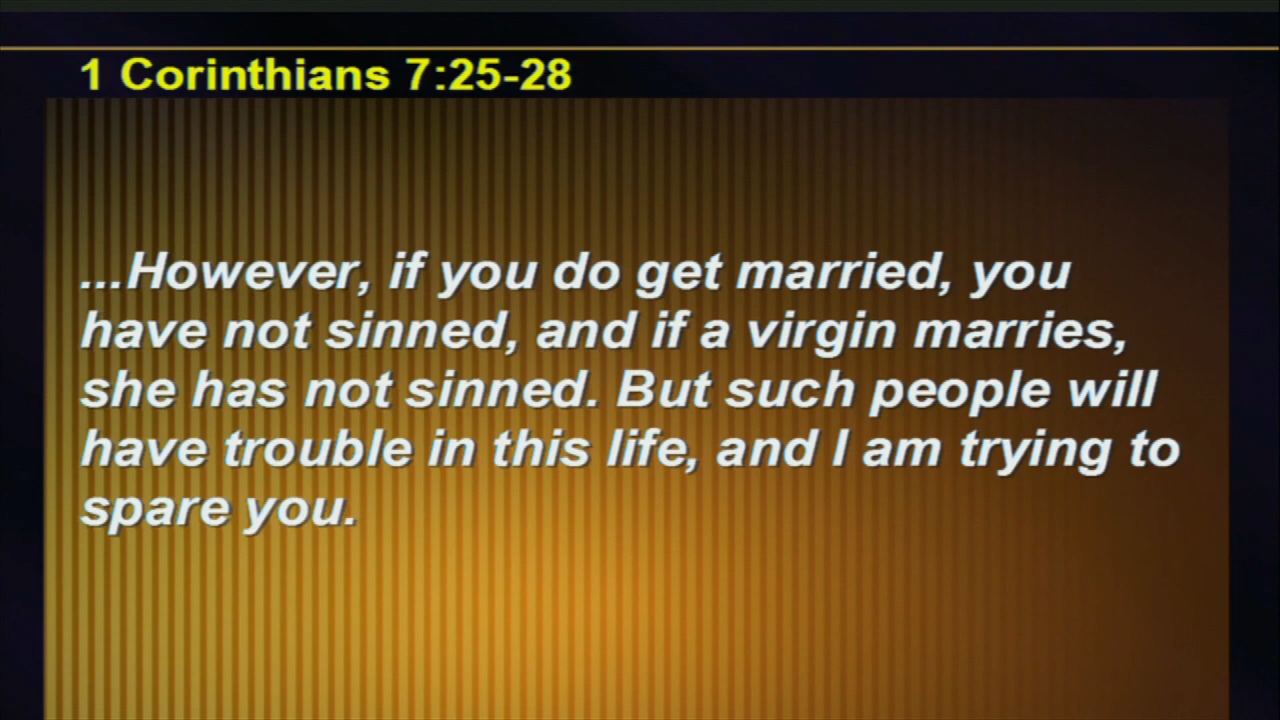 1 Corinthians 7:25-28
...However, if you do get married, you
have not sinned, and if a virgin marries,
she has not sinned. But such people will
have trouble in this life, and I am trying to
spare you.